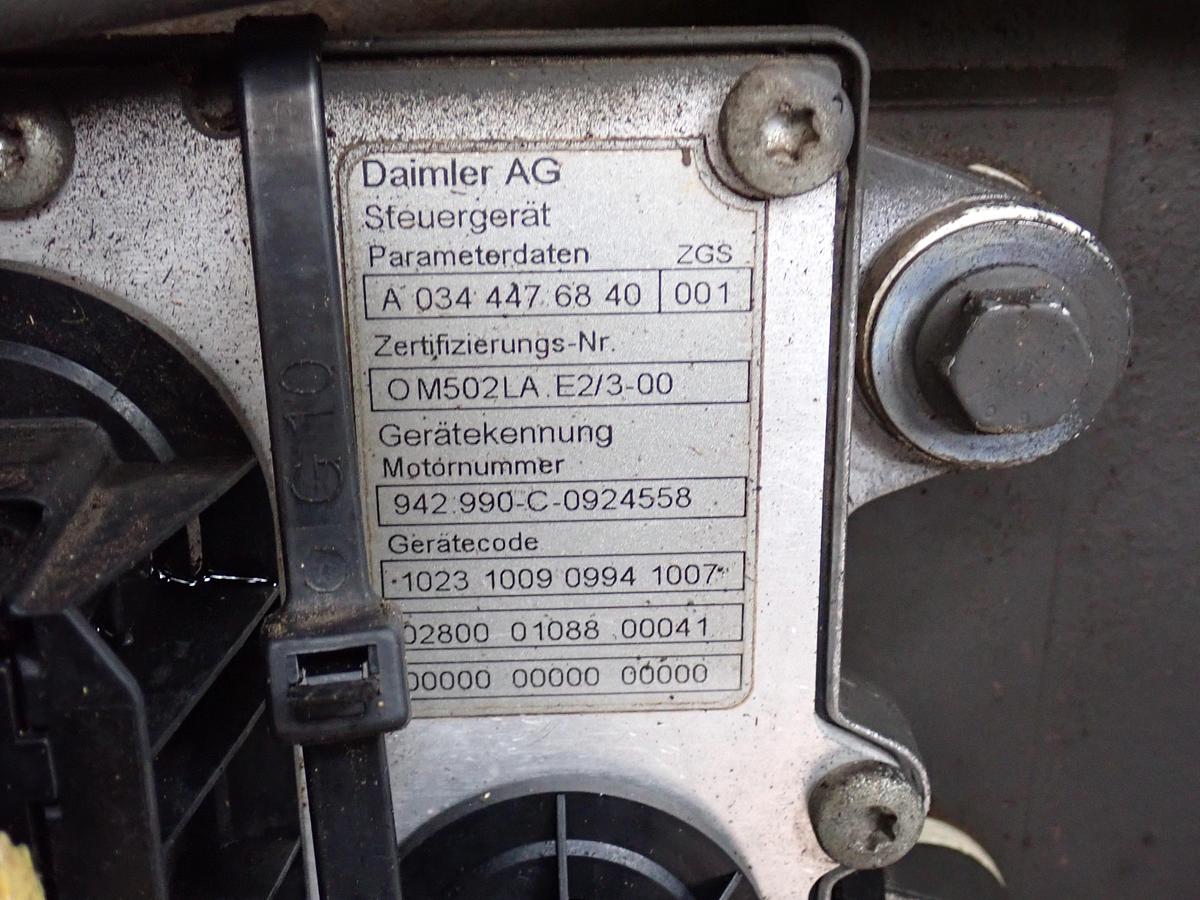 Daimler AG
Steuergerät
Parameterdaten ZGS
A 034 447 68 40 001
Zertifizierungs-Nr.
OM502LA.E2/3-00
Gerätekennung
Motornummer
942.990-C-0924558
Gerätecode
1023 1009 0994 1007
02800 01088 00041
00000 00000 00000
G10